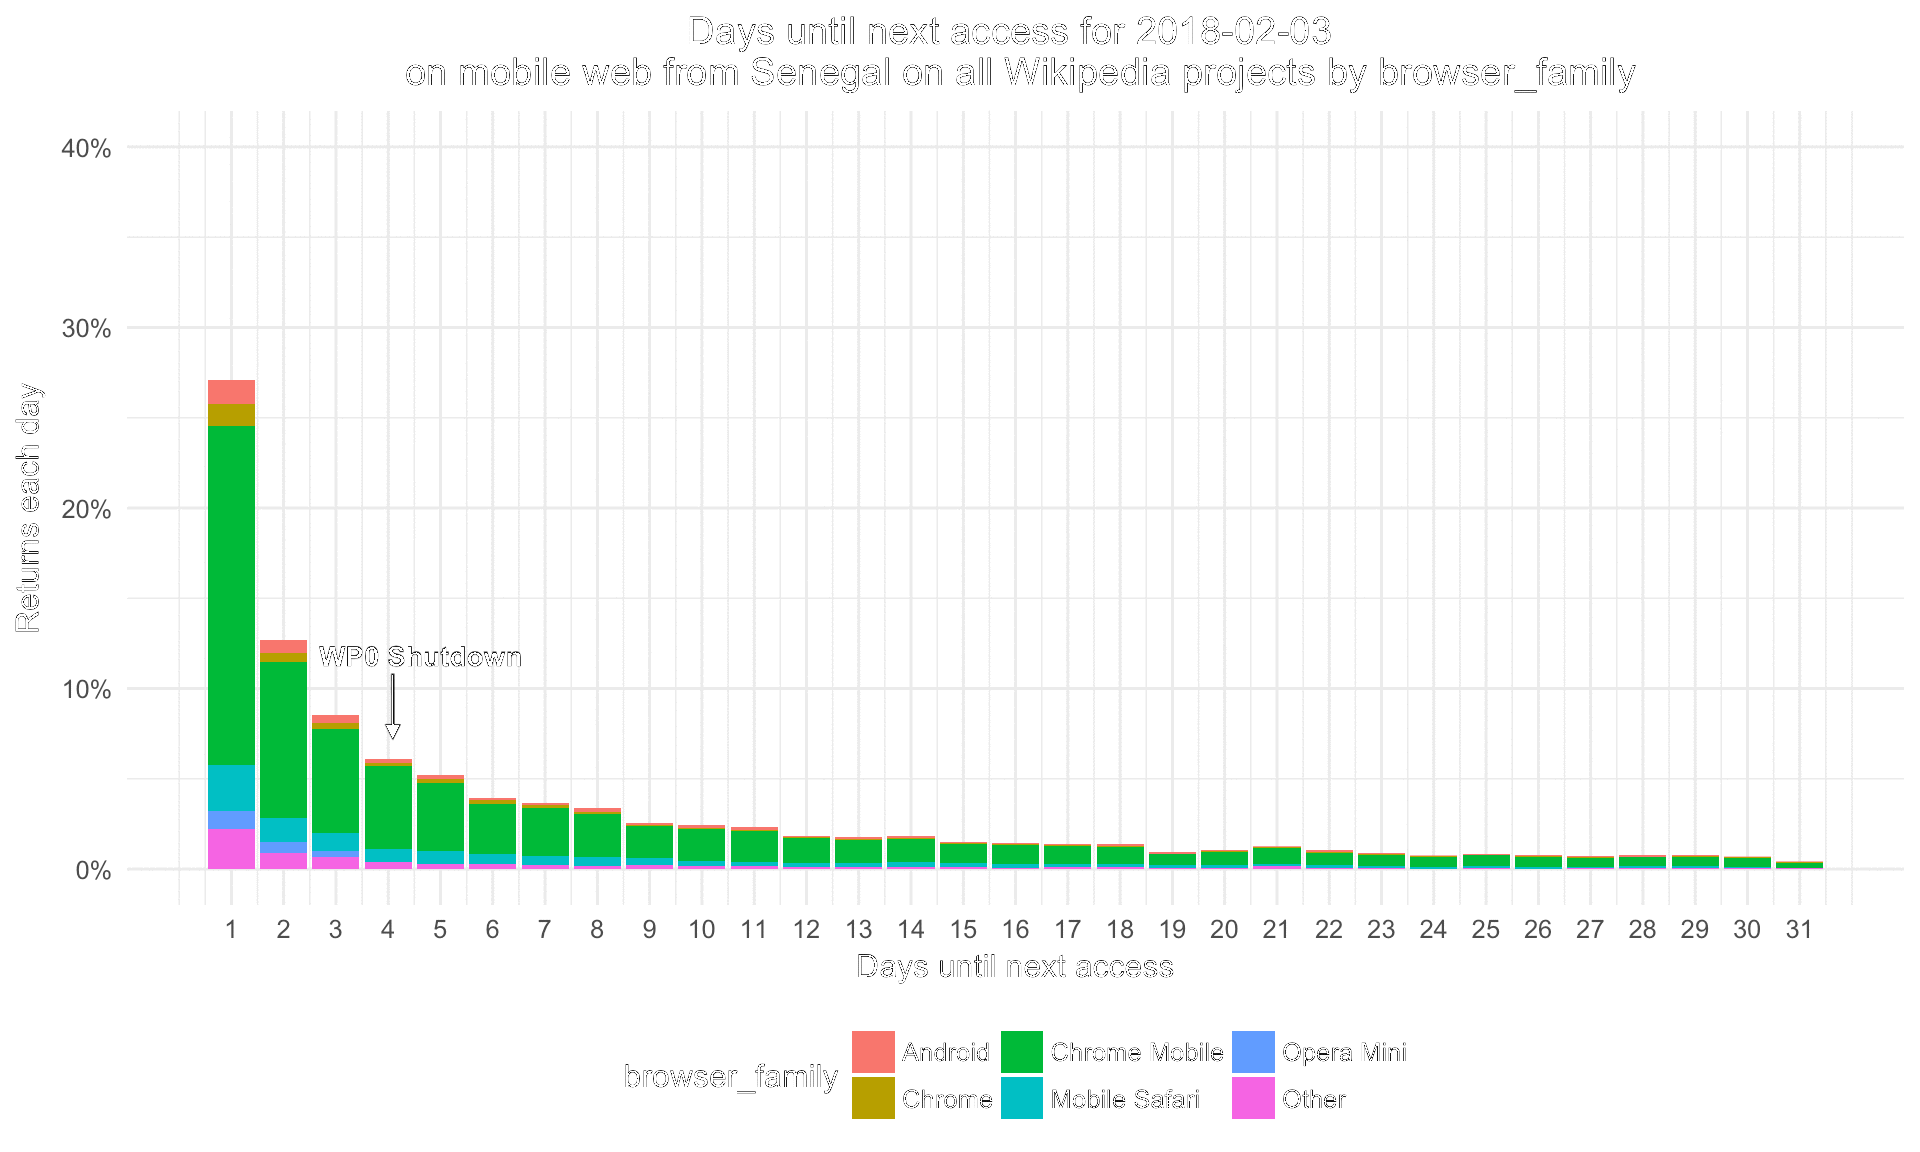 Days until next access for 2018-02-03
on mobile web from Senegal on all Wikipedia projects by browser_family
40%
30%
20%
10%
0%
Returns each day
WP0 Shutdown
1 2 3 4 5 6 7 8 9 10 11 12 13 14 15 16 17 18 19 20 21 22 23 24 25 26 27 28 29 30 31
Days until next access
browser_family
Android Chrome Mobile Opera Mini
Chrome Mobile Safari Other